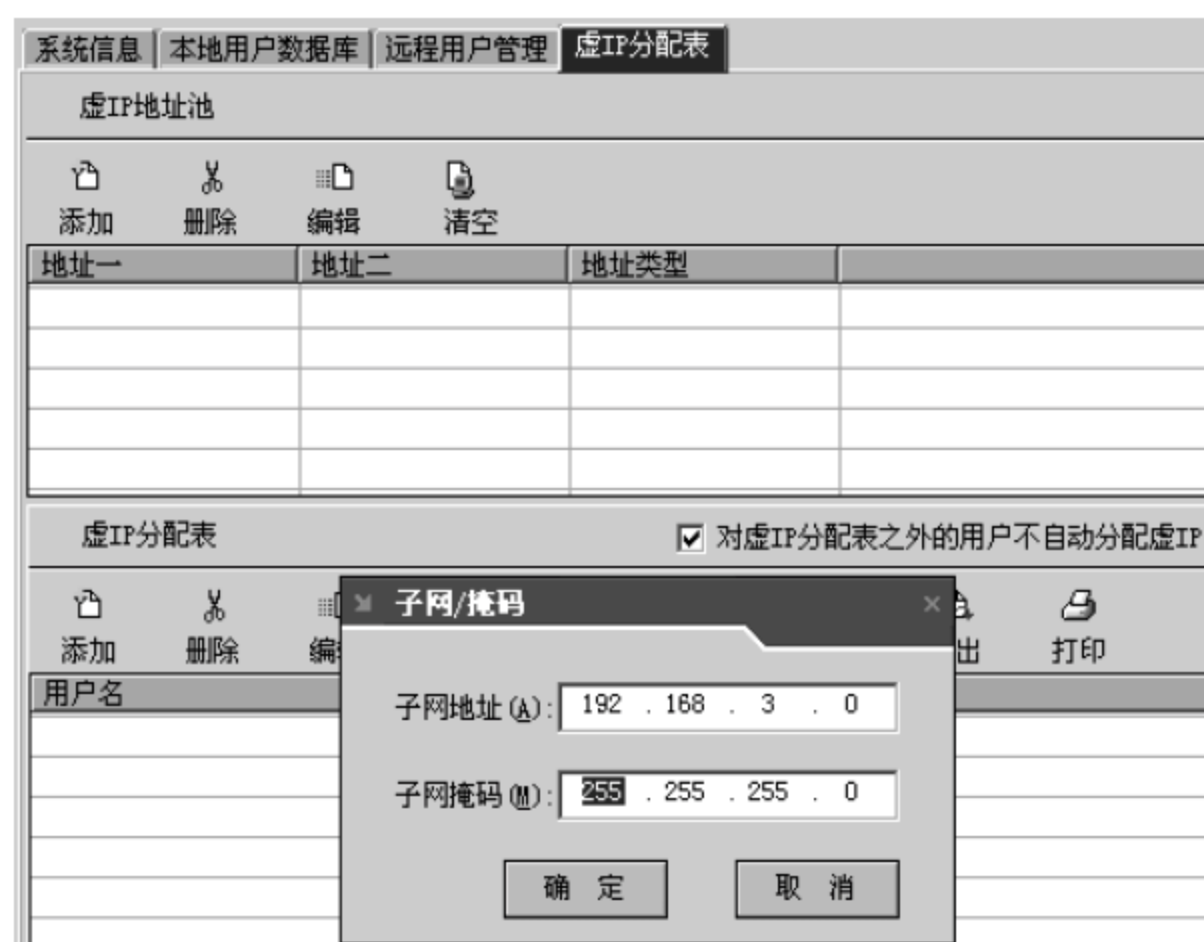 系统信息 本地用户数据库 远程用户管理 虚IP分配表
虚IP地址池
添加 删除 编辑 清空
地址一 地址二 地址类型
虚IP分配表 对虚IP分配表之外的用户不自动分配虚IP
子网/掩码
添加 删除 编 出 打印
用户名
子网地址(A): 192 . 168 . 3 . 0
子网掩码(M): 255 . 255 . 255 . 0
确 定 取 消